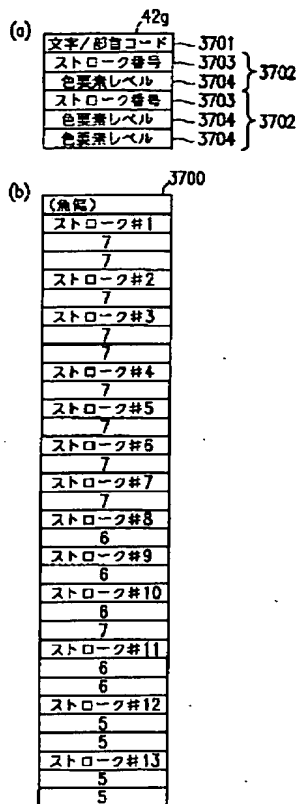 (a)
42g
文字/部首コード 3701
ストローク番号 3703
色要素レベル 3704
3702
ストローク番号 3703
色要素レベル 3704
色要素レベル 3704
3702
(b)
3700
(魚偏)
ストローク#1
7
7
ストローク#2
7
ストローク#3
7
7
ストローク#4
7
ストローク#5
7
ストローク#6
7
ストローク#7
7
ストローク#8
6
ストローク#9
6
ストローク#10
6
7
ストローク#11
6
6
ストローク#12
5
5
ストローク#13
5
5